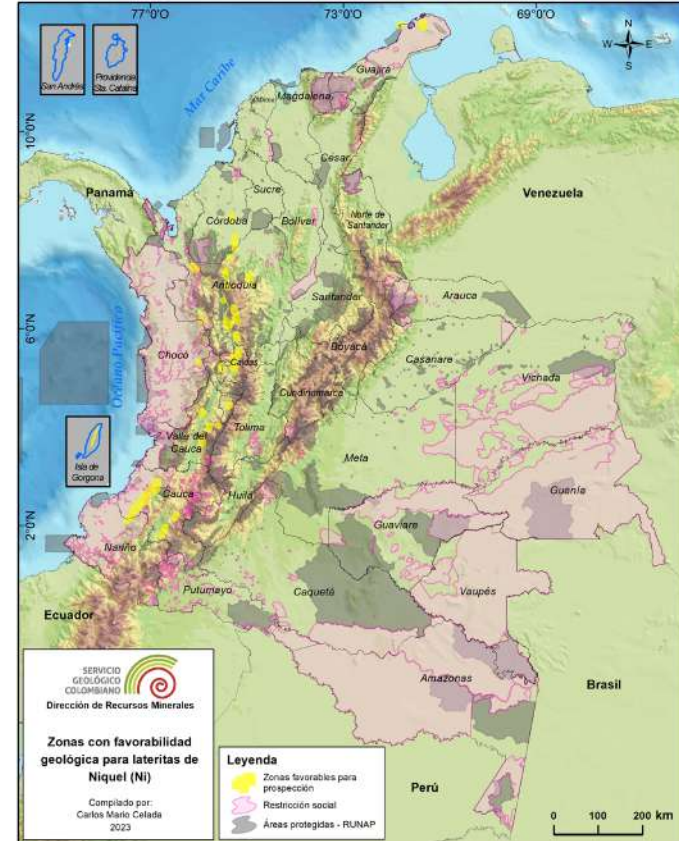 77°0'O
73°0'O
69°0'O
N
W
E
S
San Andrés
Providencia
Sta. Catalina
Mar Caribe
Guajira
Magdalena
10°0'N
Cesar
Panamá
Sucre
Venezuela
Córdoba
Bolívar
Norte de
Santander
Antioquia
Santander
Arauca
6°0'N
Océano Pacífico
Chocó
Boyacá
Caldas
Casanare
Vichada
Cundinamarca
Isla de
Gorgona
Valle del
Cauca
Tolima
Meta
Cauca
Huila
Guanía
2°0'N
Guaviare
Nariño
Putumayo
Caquetá
Vaupés
Ecuador
Amazonas
Brasil
Perú
SERVICIO
GEOLÓGICO
COLOMBIANO
Dirección de Recursos Minerales
Zonas con favorabilidad
geológica para lateritas de
Níquel (Ni)
Compilado por:
Carlos Mario Celada
2023
Leyenda
Zonas favorables para
prospección
Restricción social
Áreas protegidas - RUNAP
0 100 200 km